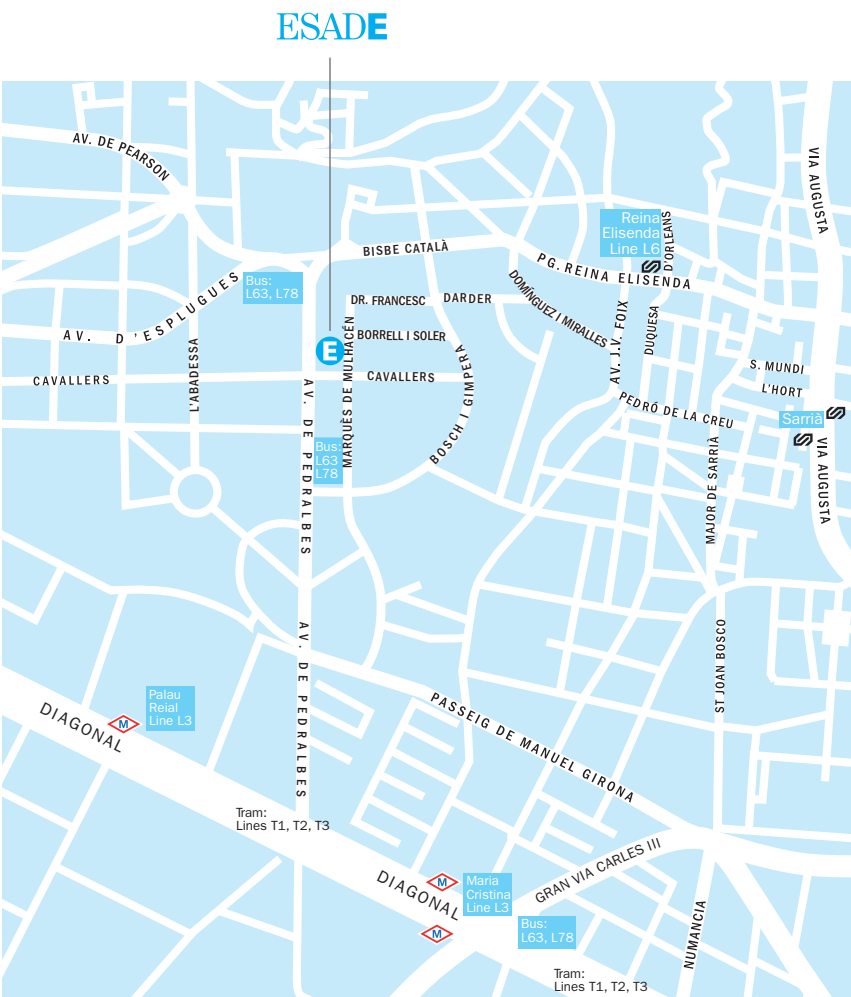 ESADE
AV. DE PEARSON
VIA AUGUSTA
Reina
Elisenda
Line L6
D'ORLEANS
BISBE CATALÀ
PG. REINA ELISENDA
Bus:
L63, L78
DR. FRANCESC DARDER
DOMÍNGUEZ I MIRALLES
AV. D'ESPLUGUES
BORRELL I SOLER
AV. J.V. FOIX
DUQUESA
E
MARQUÈS DE MULHACÉN
L'ABADESSA
CAVALLERS
CAVALLERS
BOSCH I GIMPERA
S. MUNDI
L'HORT
PEDRÓ DE LA CREU
Sarrià
AV. DE PEDRALBES
Bus:
L63
L78
MAJOR DE SARRIÀ
VIA AUGUSTA
AV. DE PEDRALBES
ST JOAN BOSCO
Palau
Reial
Line L3
M
DIAGONAL
PASSEIG DE MANUEL GIRONA
Tram:
Lines T1, T2, T3
GRAN VIA CARLES III
DIAGONAL
M
Maria
Cristina
Line L3
M
Bus:
L63, L78
NUMANCIA
Tram:
Lines T1, T2, T3